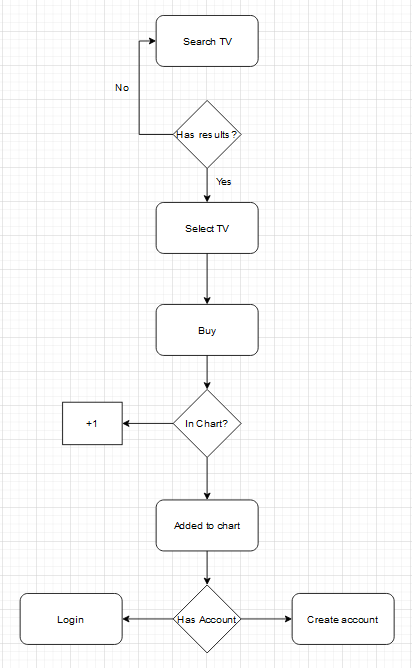 Search TV
No
Has results?
Yes
Select TV
Buy
+1
In Chart?
Added to chart
Login
Has Account
Create account